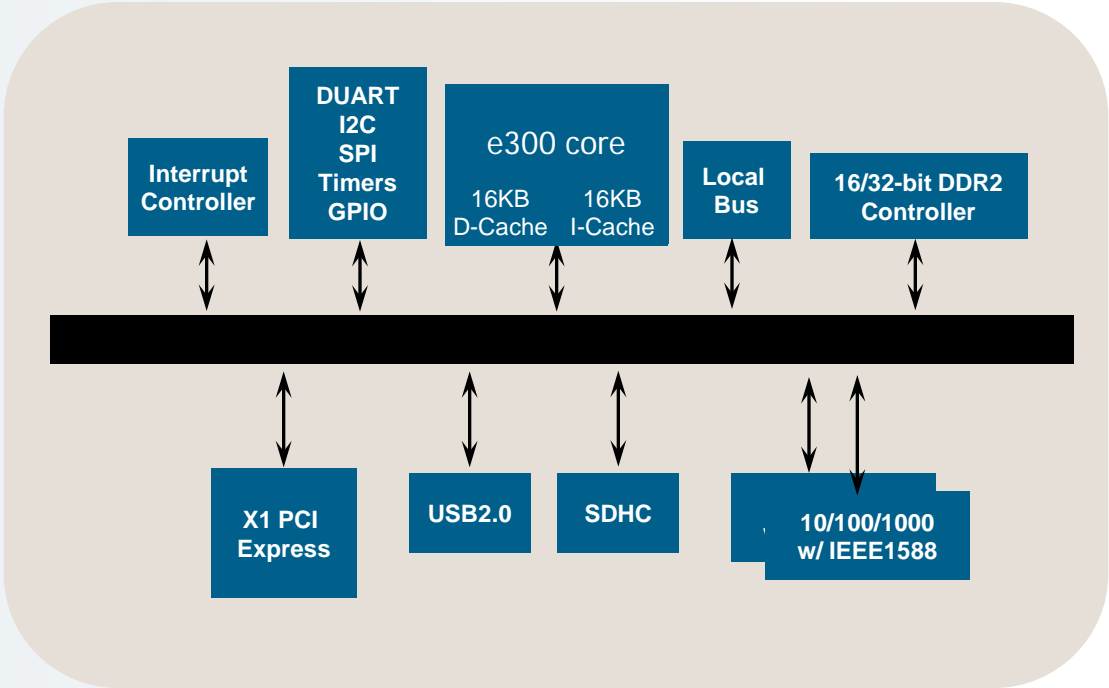 Interrupt
Controller
DUART
I2C
SPI
Timers
GPIO
e300 core
16KB
D-Cache
16KB
I-Cache
Local
Bus
16/32-bit DDR2
Controller
X1 PCI
Express
USB2.0
SDHC
10/100/1000
w/ IEEE1588